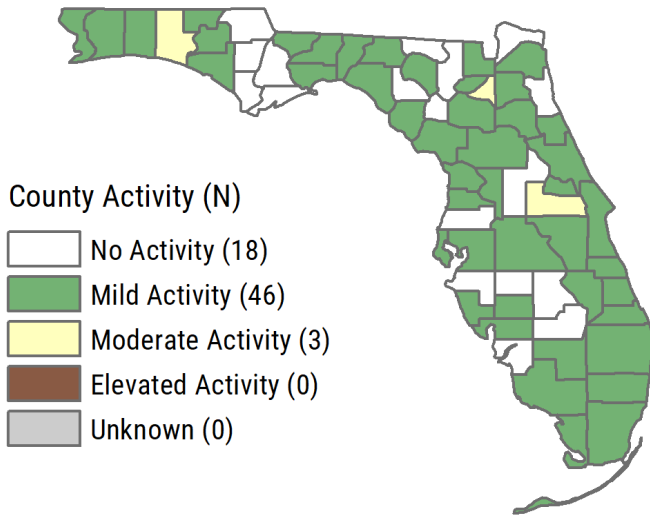 County Activity (N)
No Activity (18)
Mild Activity (46)
Moderate Activity (3)
Elevated Activity (0)
Unknown (0)